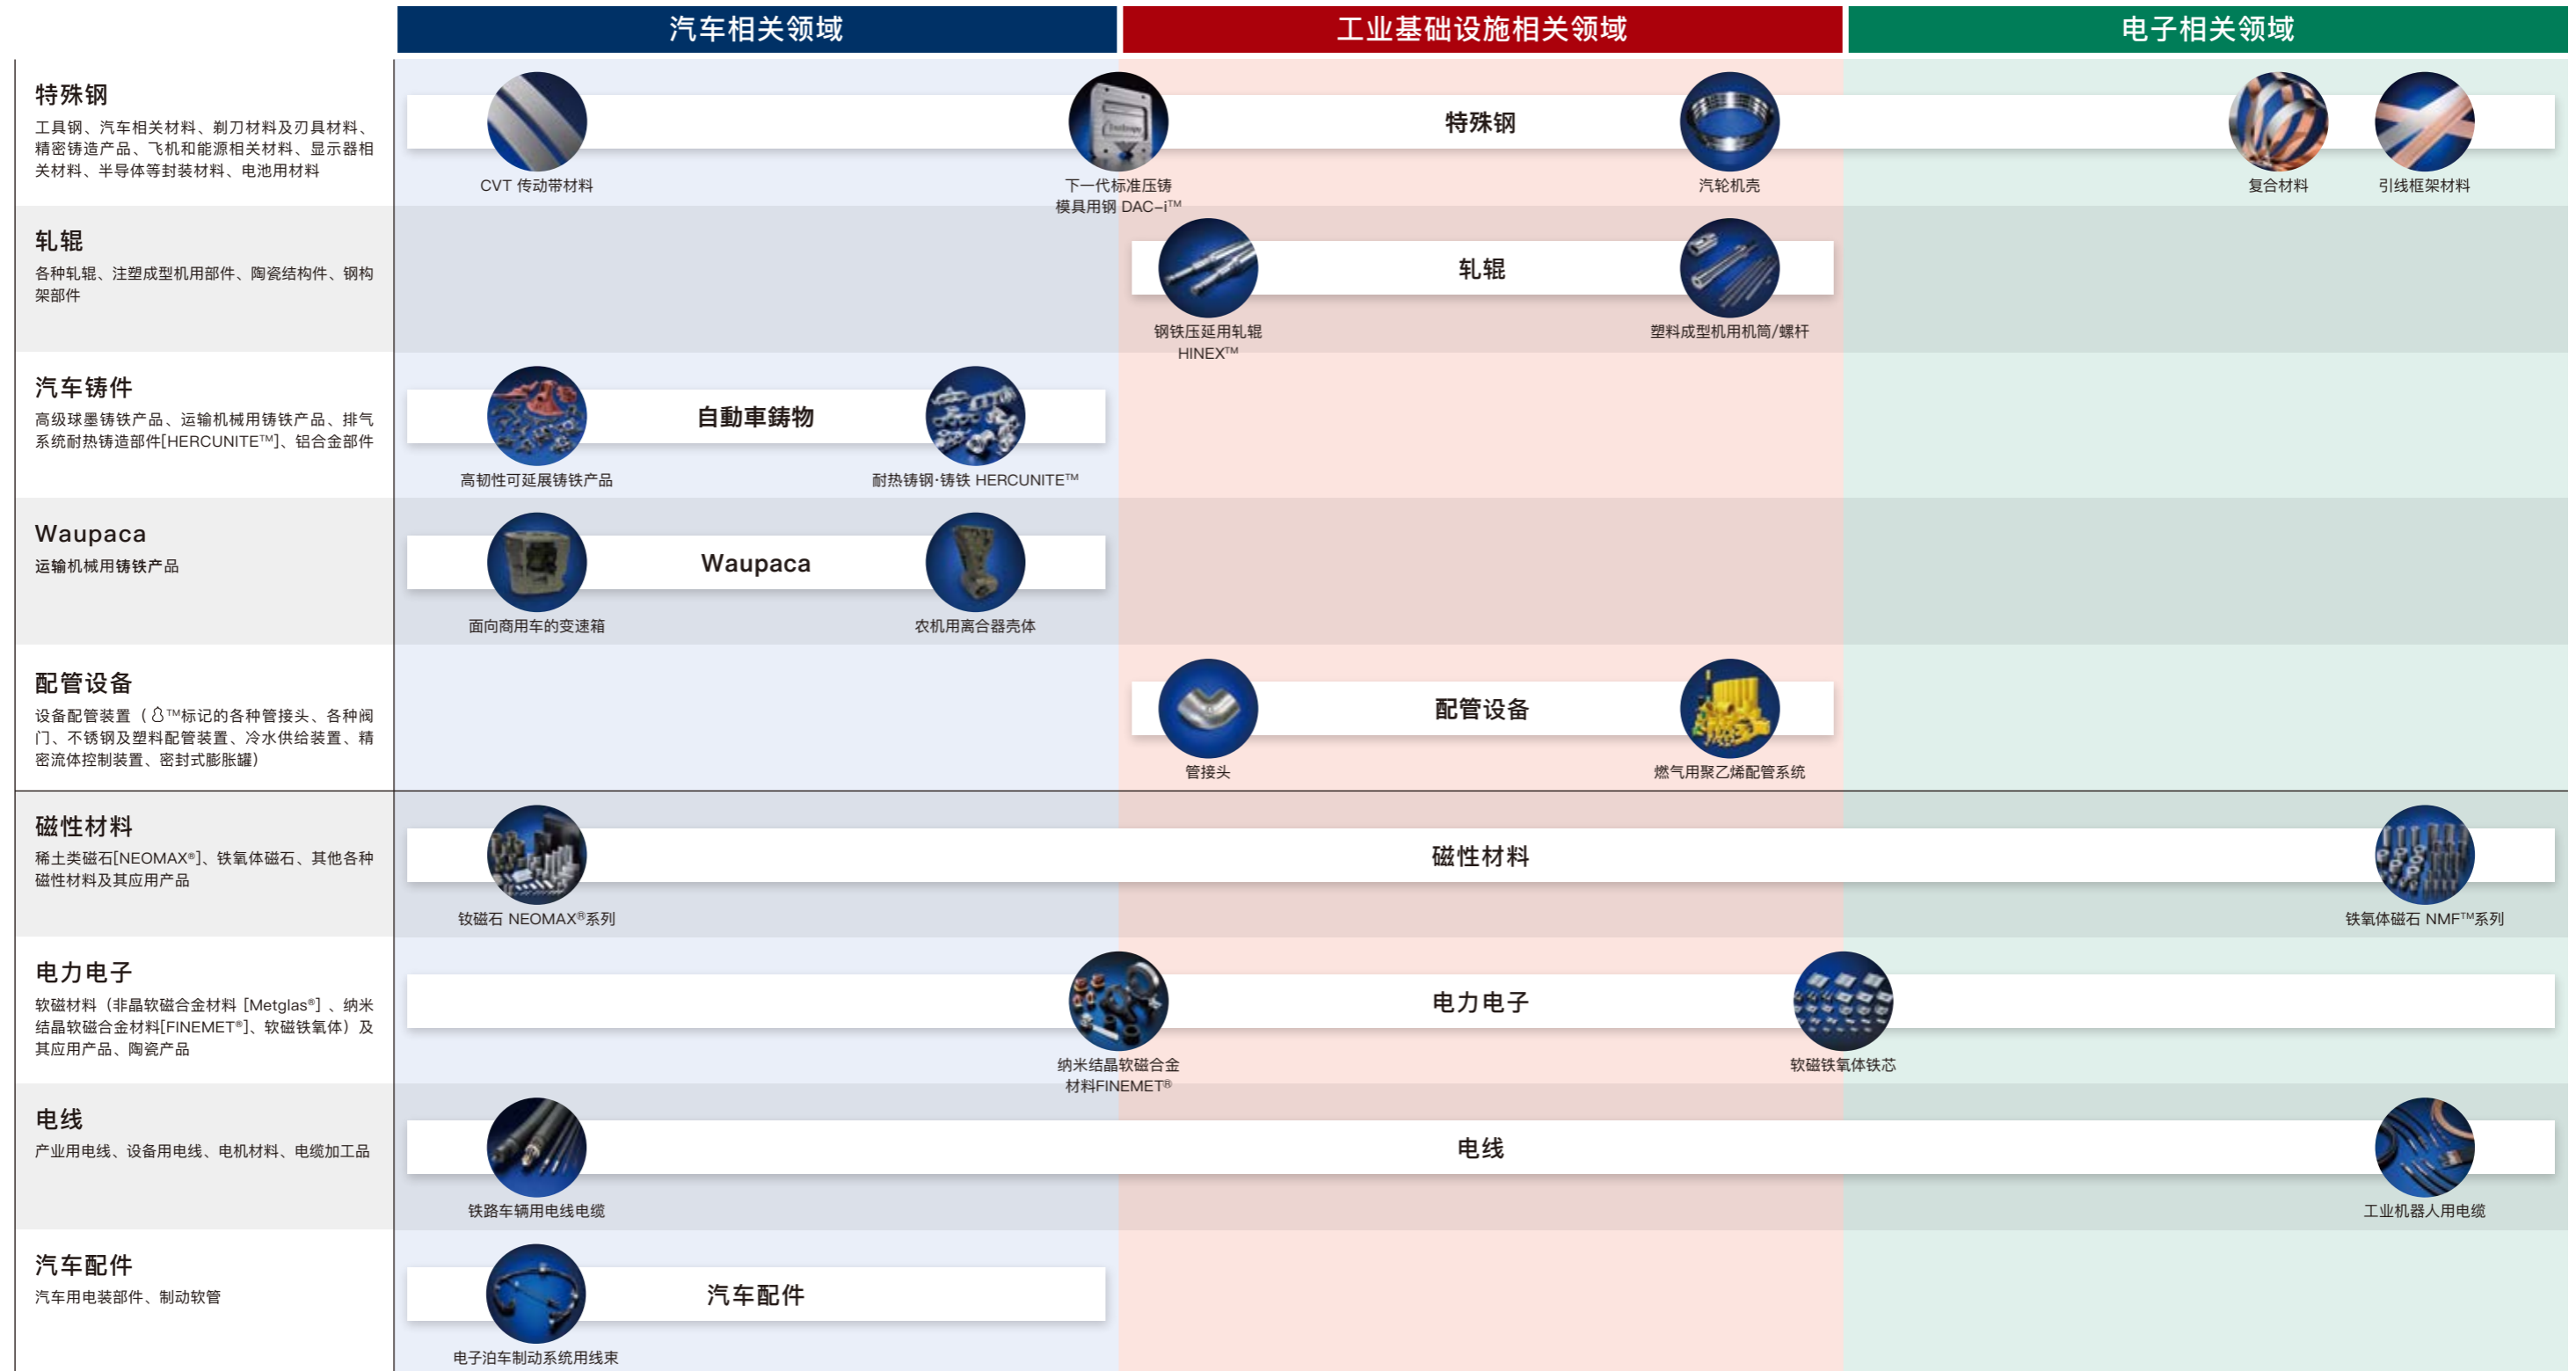 汽车相关领域
工业基础设施相关领域
电子相关领域
特殊钢
工具钢、汽车相关材料、剃刀材料及刃具材料、
精密铸造产品、飞机和能源相关材料、显示器相
关材料、半导体等封装材料、电池用材料
特殊钢
CVT 传动带材料
下一代标准压铸
模具用钢 DAC-i™
汽轮机壳
复合材料
引线框架材料
轧辊
各种轧辊、注塑成型机用部件、陶瓷结构件、钢构
架部件
轧辊
钢铁压延用轧辊
HINEX™
塑料成型机用机筒/螺杆
汽车铸件
高级球墨铸铁产品、运输机械用铸铁产品、排气
系统耐热铸造部件[HERCUNITE™]、铝合金部件
自動車鋳物
高韧性可延展铸铁产品
耐热铸钢·铸铁 HERCUNITE™
Waupaca
运输机械用铸铁产品
Waupaca
面向商用车的变速箱
农机用离合器壳体
配管设备
设备配管装置（™标记的各种管接头、各种阀
门、不锈钢及塑料配管装置、冷水供给装置、精
密流体控制装置、密封式膨胀罐）
配管设备
管接头
燃气用聚乙烯配管系统
磁性材料
稀土类磁石[NEOMAX®]、铁氧体磁石、其他各种
磁性材料及其应用产品
磁性材料
钕磁石 NEOMAX®系列
铁氧体磁石 NMF™系列
电力电子
软磁材料（非晶软磁合金材料 [Metglas®] 、纳米
结晶软磁合金材料[FINEMET®]、软磁铁氧体）及
其应用产品、陶瓷产品
电力电子
纳米结晶软磁合金
材料FINEMET®
软磁铁氧体铁芯
电线
产业用电线、设备用电线、电机材料、电缆加工品
电线
铁路车辆用电线电缆
工业机器人用电缆
汽车配件
汽车用电装部件、制动软管
汽车配件
电子泊车制动系统用线束